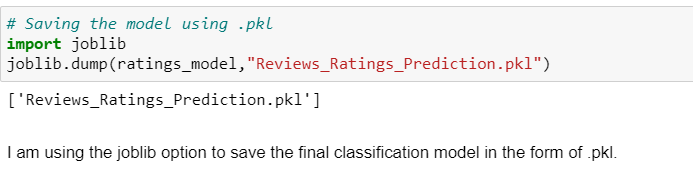 # Saving the model using .pkl
import joblib
joblib.dump(ratings_model,"Reviews_Ratings_Prediction.pkl")
['Reviews_Ratings_Prediction.pkl']
I am using the joblib option to save the final classification model in the form of .pkl.